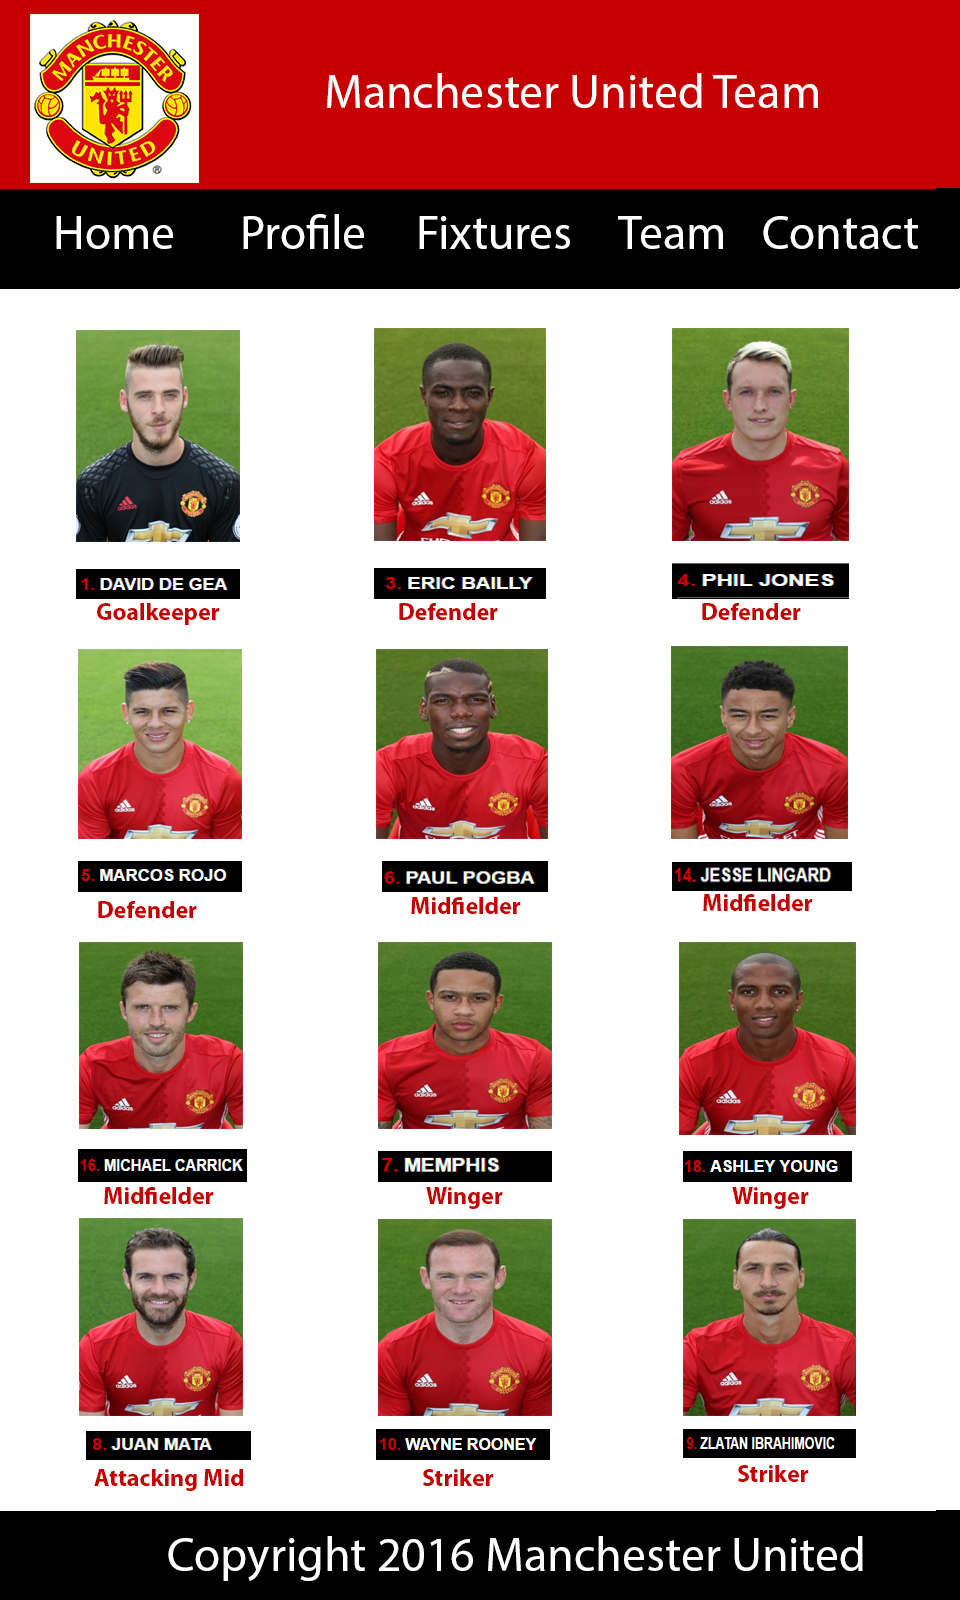 MANCHESTER
UNITED
®
Manchester United Team
Home Profile Fixtures Team Contact
1. DAVID DE GEA
Goalkeeper
3. ERIC BAILLY
Defender
4. PHIL JONES
Defender
5. MARCOS ROJO
Defender
6. PAUL POGBA
Midfielder
14. JESSE LINGARD
Midfielder
16. MICHAEL CARRICK
Midfielder
7. MEMPHIS
Winger
18. ASHLEY YOUNG
Winger
8. JUAN MATA
Attacking Mid
10. WAYNE ROONEY
Striker
9. ZLATAN IBRAHIMOVIC
Striker
Copyright 2016 Manchester United